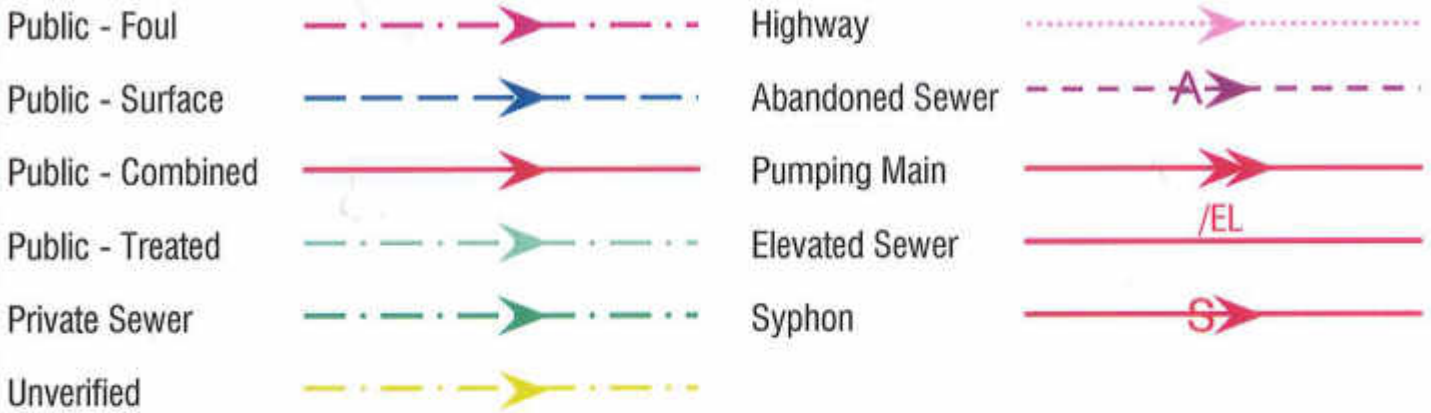 Public - Foul
Public - Surface
Public - Combined
Public - Treated
Private Sewer
Unverified
Highway
Abandoned Sewer
A
Pumping Main
Elevated Sewer
/EL
Syphon
S